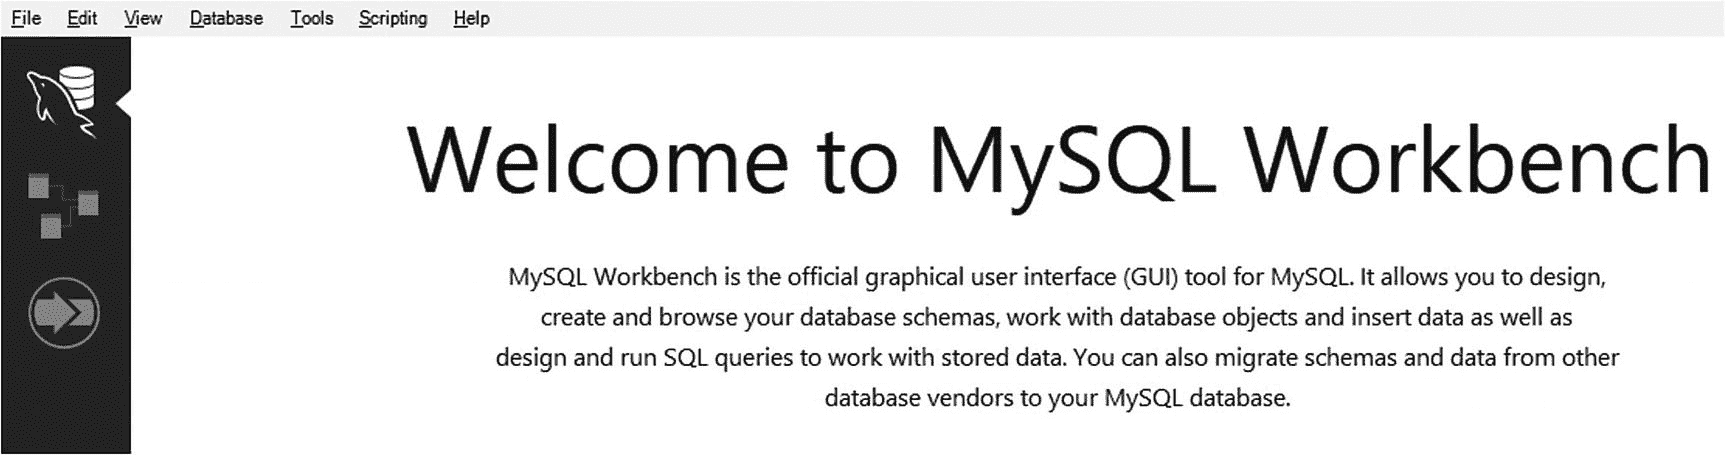 File Edit View Database Tools Scripting Help
Welcome to MySQL Workbench
MySQL Workbench is the official graphical user interface (GUI) tool for MySQL. It allows you to design,
create and browse your database schemas, work with database objects and insert data as well as
design and run SQL queries to work with stored data. You can also migrate schemas and data from other
database vendors to your MySQL database.